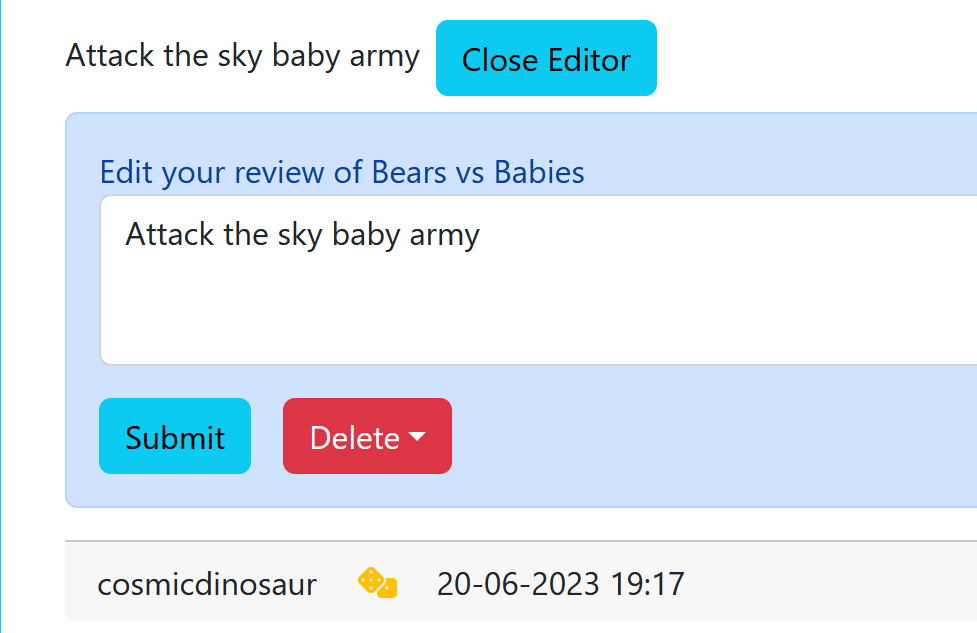 Attack the sky baby army Close Editor
Edit your review of Bears vs Babies
Attack the sky baby army
Submit Delete
cosmicdinosaur 20-06-2023 19:17